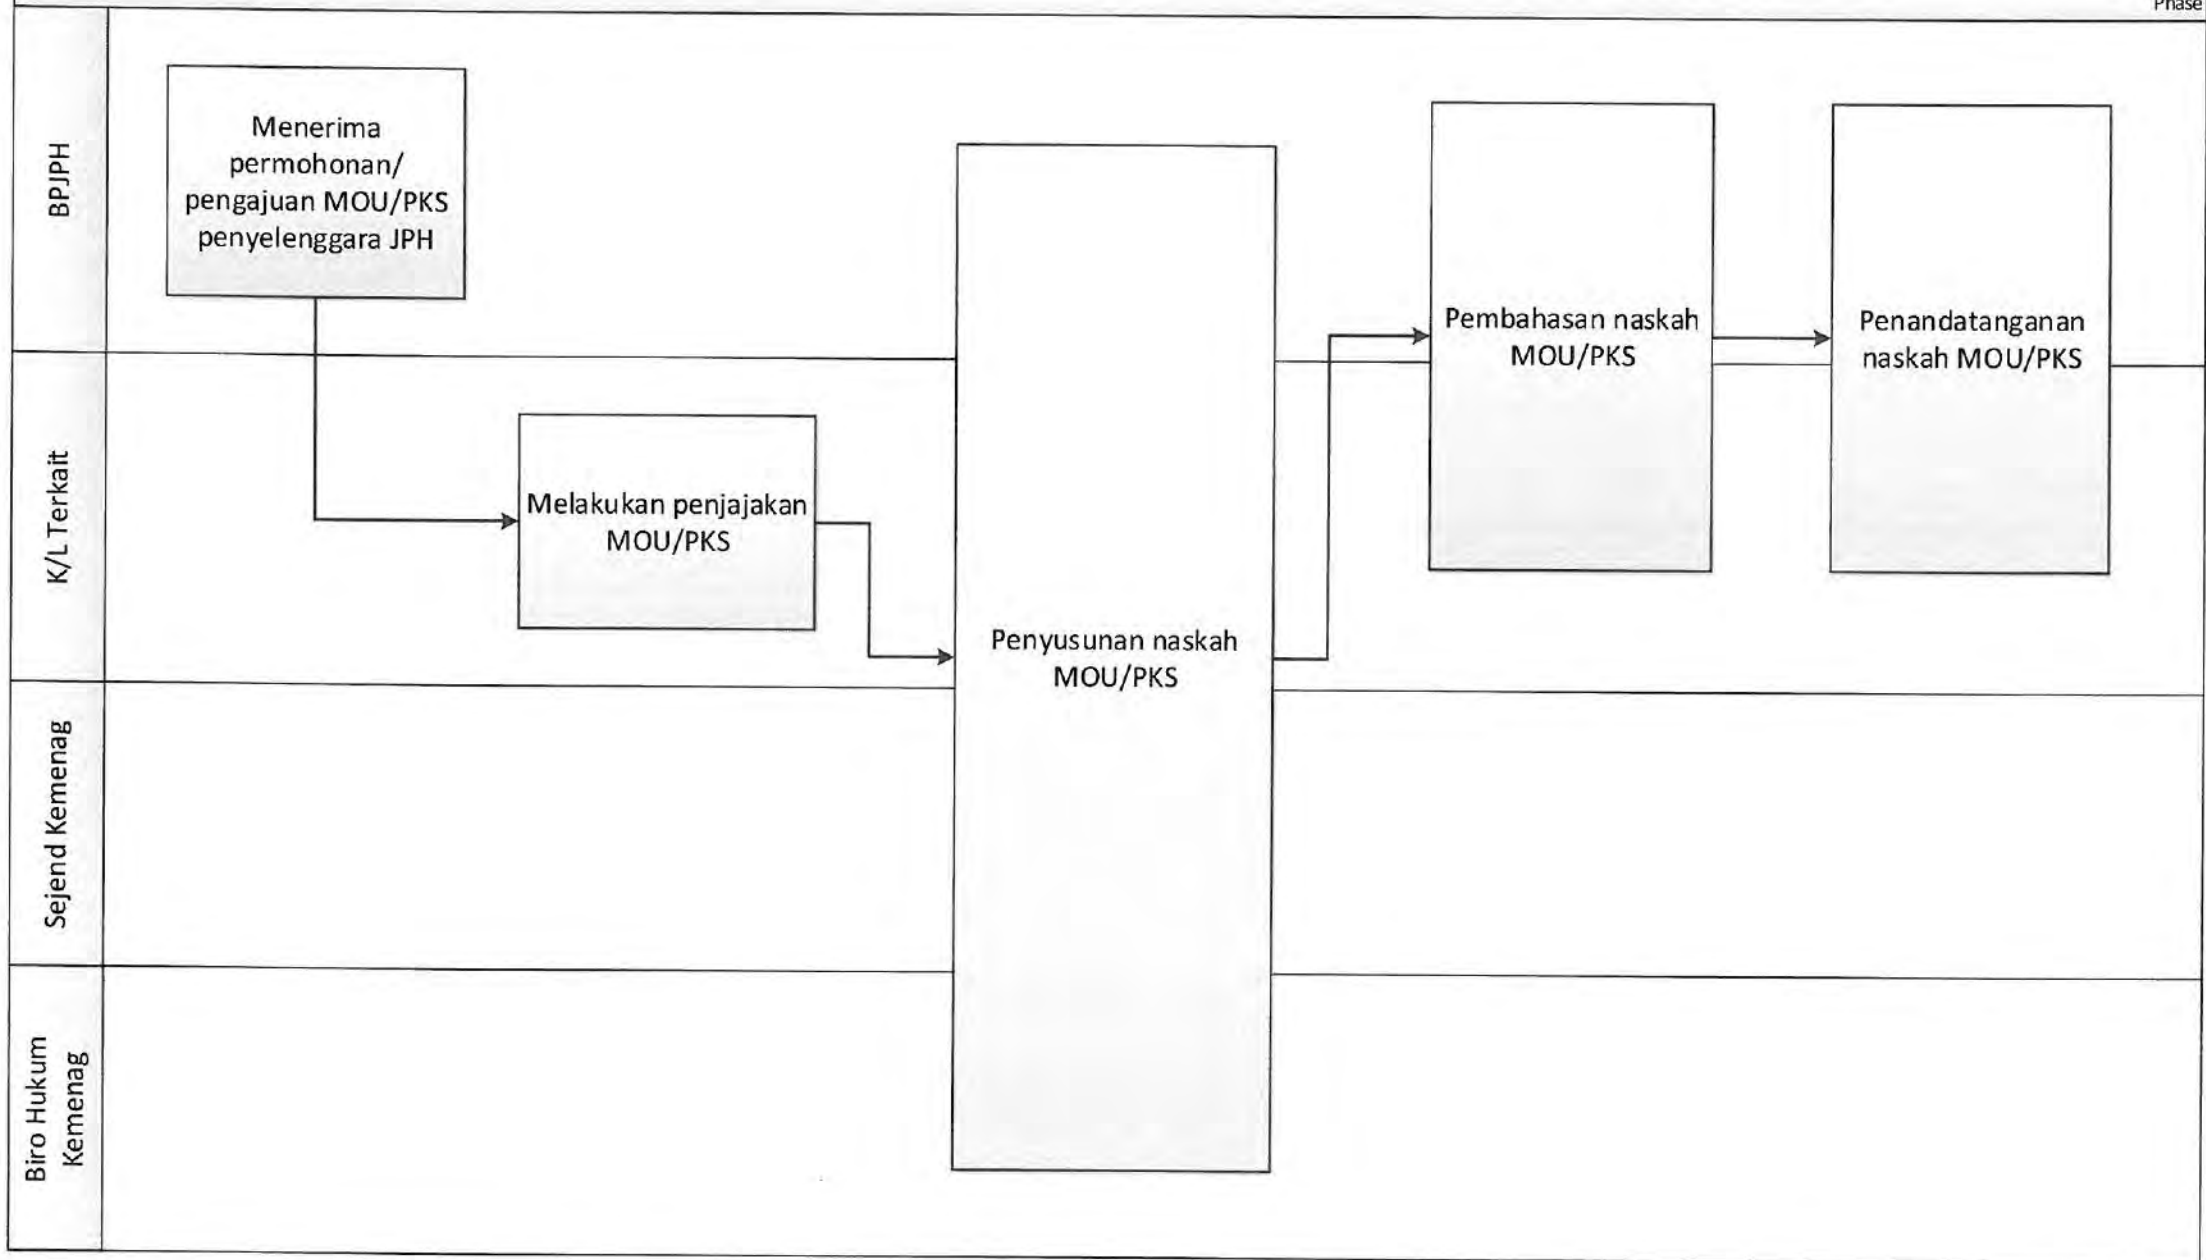 Phase
BPJPH
Menerima
permohonan/
pengajuan MOU/PKS
penyelenggara JPH
Pembahasan naskah
MOU/PKS
Penandatanganan
naskah MOU/PKS
K/L Terkait
Melakukan penjajakan
MOU/PKS
Penyusunan naskah
MOU/PKS
Sejend Kemenag
Biro Hukum
Kemenag